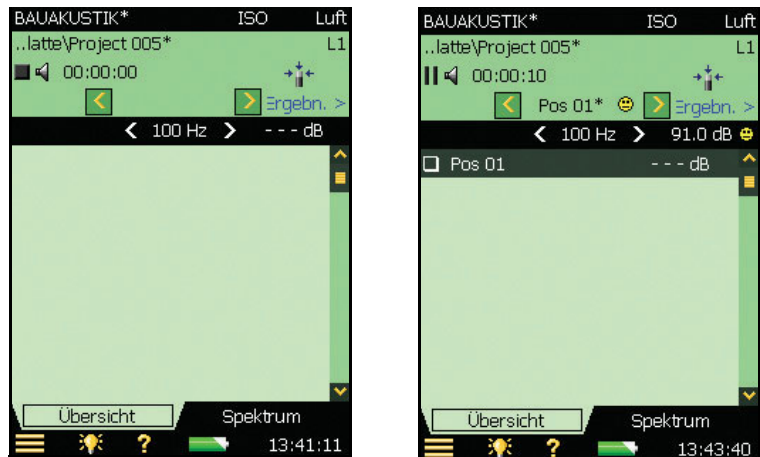 BAUAKUSTIK* ISO Luft
..latte\Project 005* L1
00:00:00
< > Ergebn. >
< 100 Hz > --- dB
Übersicht Spektrum
? 13:41:11
BAUAKUSTIK* ISO Luft
..latte\Project 005* L1
00:00:10
< Pos 01* > Ergebn. >
< 100 Hz > 91.0 dB
Pos 01 --- dB
Übersicht Spektrum
? 13:43:40